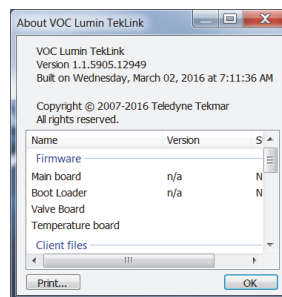 About VOC Lumin TekLink
VOC Lumin TekLink
Version 1.1.5905.12949
Built on Wednesday, March 02, 2016 at 7:11:36 AM
Copyright © 2007-2016 Teledyne Tekmar
All rights reserved.
Name Version S
Firmware
Main board n/a N
Boot Loader n/a N
Valve Board
Temperature board
Client files
Print... OK